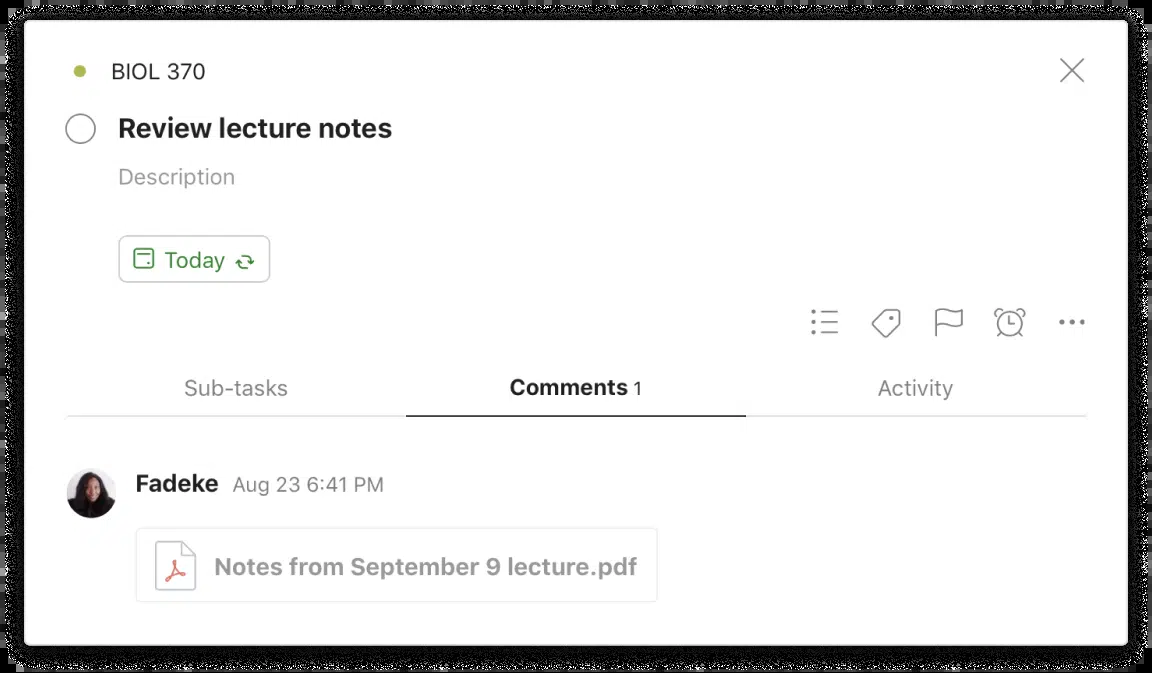 BIOL 370
Review lecture notes
Description
Today
Sub-tasks
Comments 1
Activity
Fadeke Aug 23 6:41 PM
Notes from September 9 lecture.pdf